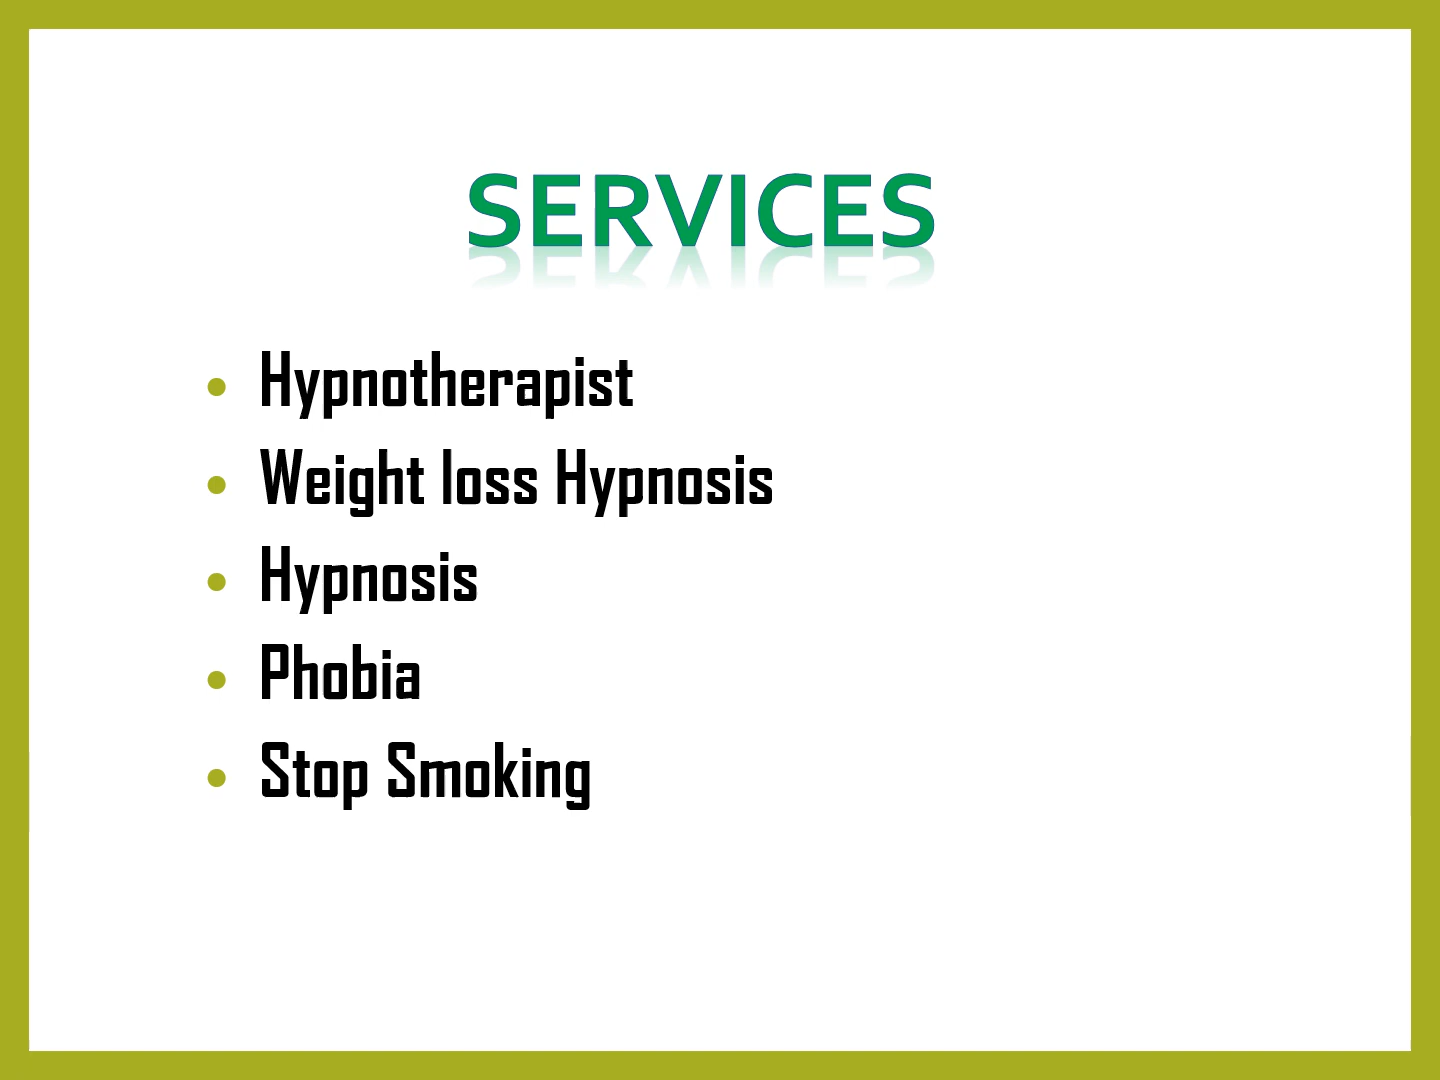 SERVICES
• Hypnotherapist
• Weight loss Hypnosis
• Hypnosis
• Phobia
• Stop Smoking